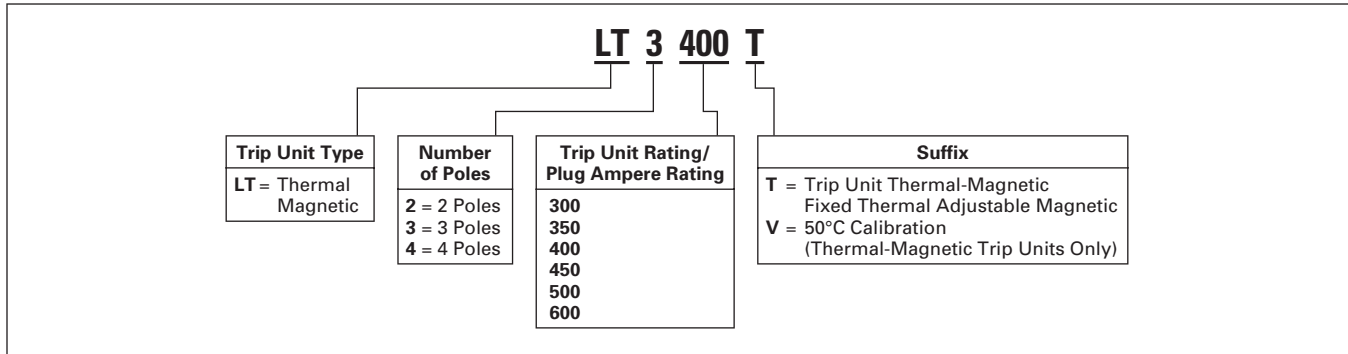 LT 3 400 T
Trip Unit Type
LT = Thermal
Magnetic
Number
of Poles
2 = 2 Poles
3 = 3 Poles
4 = 4 Poles
Trip Unit Rating/
Plug Ampere Rating
300
350
400
450
500
600
Suffix
T = Trip Unit Thermal-Magnetic
Fixed Thermal Adjustable Magnetic
V = 50°C Calibration
(Thermal-Magnetic Trip Units Only)